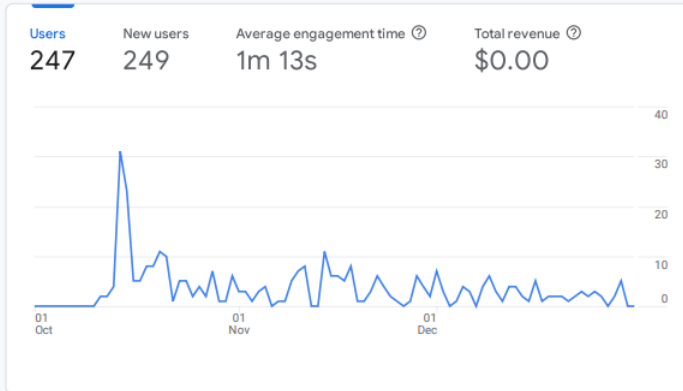 Users New users Average engagement time Total revenue
247 249 1m 13s $0.00
40
30
20
10
0
01 01 01
Oct Nov Dec